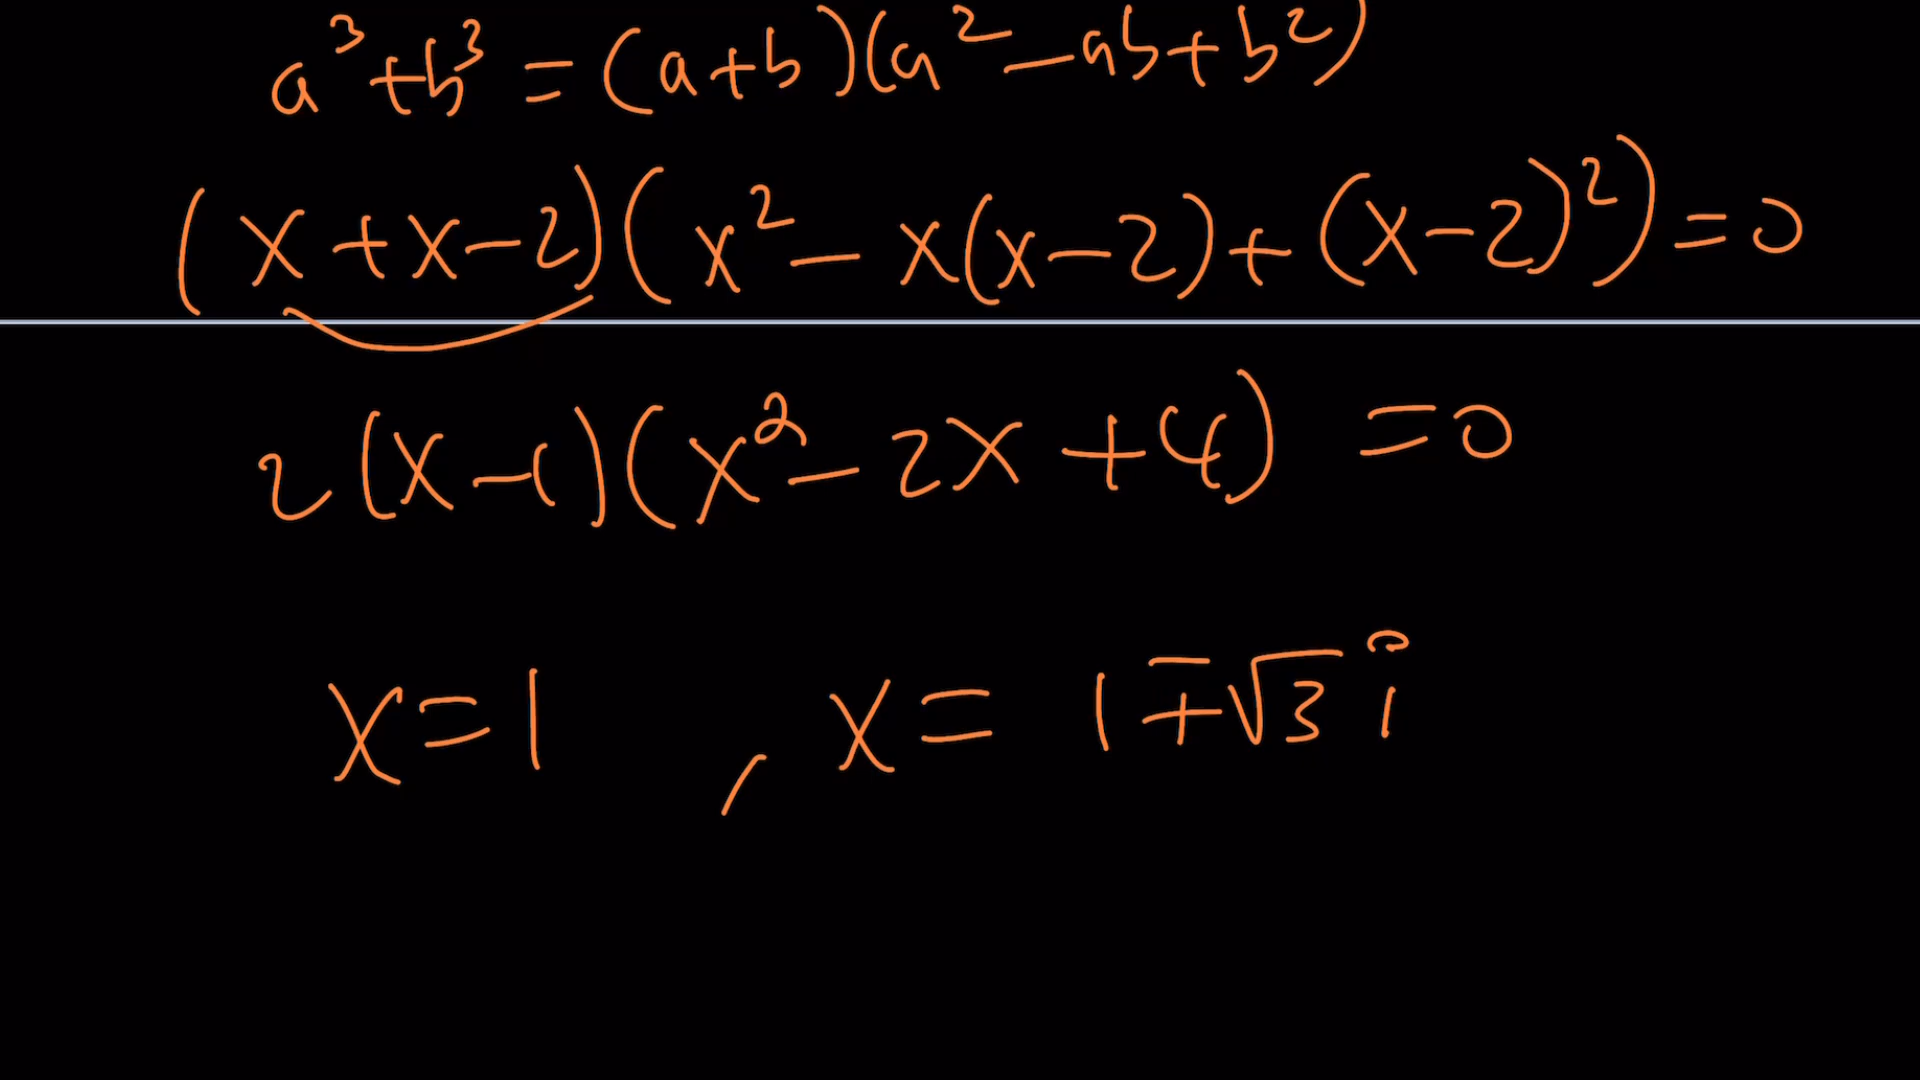 a³+b³=(a+b)(a²-ab+b²)
(x+x-2)(x²-x(x-2)+(x-2)²)=0
2(x-1)(x²-2x+4)=0
x=1, x=1∓√3 i